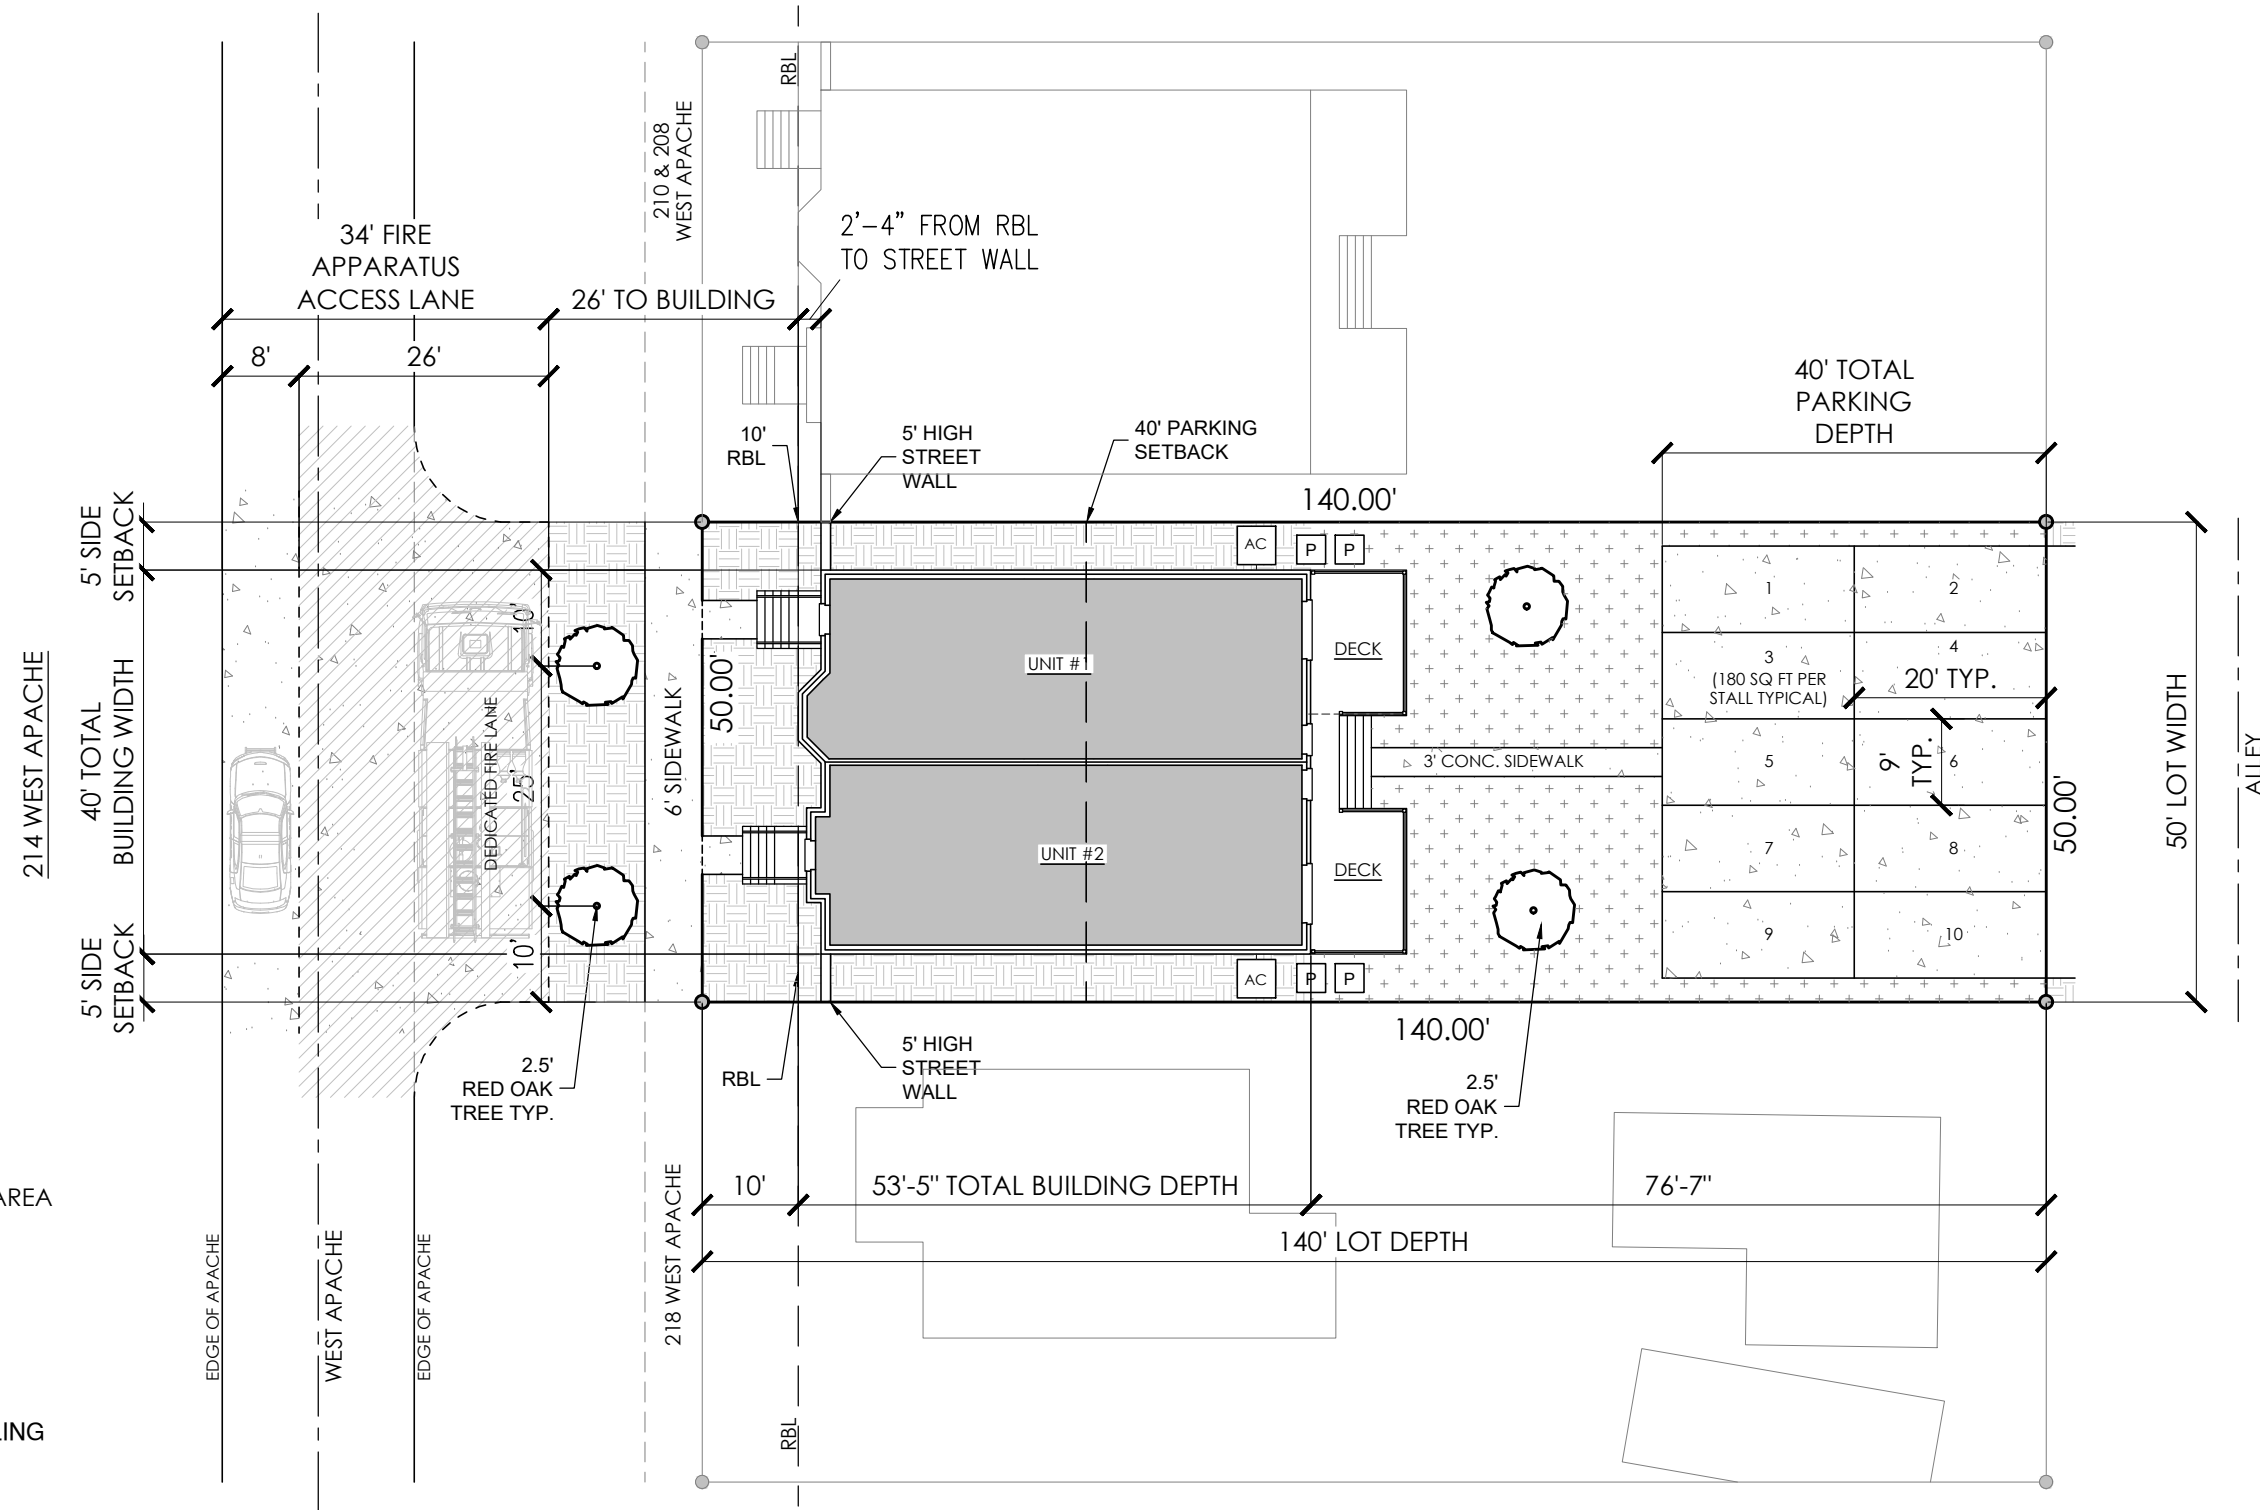 RBL
210 & 208
WEST APACHE
34' FIRE
APPARATUS
ACCESS LANE
26' TO BUILDING
2'-4" FROM RBL
TO STREET WALL
8'
26'
40' TOTAL
PARKING
DEPTH
10'
RBL
5' HIGH
STREET
WALL
40' PARKING
SETBACK
140.00'
5' SIDE
SETBACK
AC
P
P
10'
1
2
3
(180 SQ FT PER
STALL TYPICAL)
4
20' TYP.
UNIT #1
DECK
50.00'
214 WEST APACHE
40' TOTAL
BUILDING WIDTH
25'
DEDICATED FIRE LANE
6' SIDEWALK
3' CONC. SIDEWALK
5
9'
TYP.
6
50' LOT WIDTH
ALLEY
50.00'
UNIT #2
DECK
7
8
9
10
10'
5' SIDE
SETBACK
AC
P
P
140.00'
2.5'
RED OAK
TREE TYP.
RBL
5' HIGH
STREET
WALL
2.5'
RED OAK
TREE TYP.
AREA
10'
53'-5" TOTAL BUILDING DEPTH
76'-7"
140' LOT DEPTH
218 WEST APACHE
EDGE OF APACHE
WEST APACHE
EDGE OF APACHE
RBL
LING